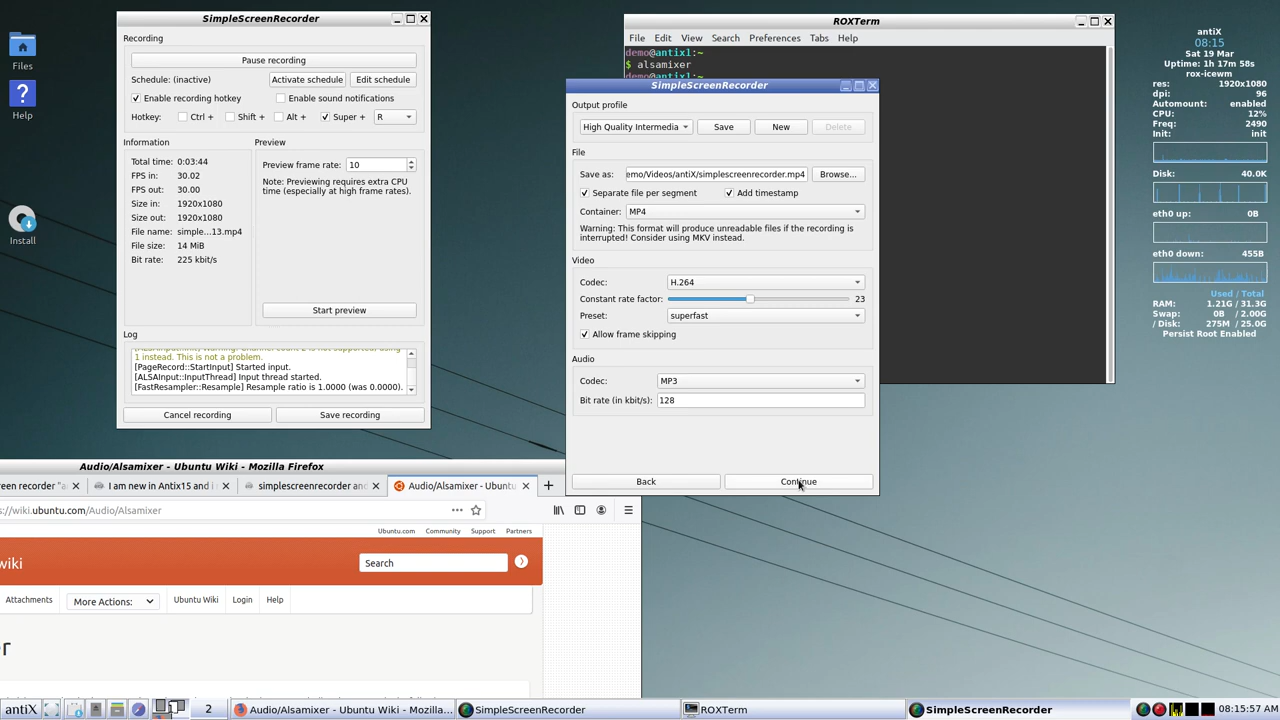 Files
Help
Install
SimpleScreenRecorder
Recording
Pause recording
Schedule: (inactive)
Activate schedule
Edit schedule
Enable recording hotkey
Enable sound notifications
Hotkey:
Ctrl +
Shift +
Alt +
Super +
R
Information
Total time: 0:03:44
FPS in: 30.02
FPS out: 30.00
Size in: 1920x1080
Size out: 1920x1080
File name: simple...13.mp4
File size: 14 MiB
Bit rate: 225 kbit/s
Preview
Preview frame rate: 10
Note: Previewing requires extra CPU
time (especially at high frame rates).
Start preview
Log
1 instead. This is not a problem.
[PageRecord::StartInput] Started input.
[ALSAInput::InputThread] Input thread started.
[FastResampler::Resample] Resample ratio is 1.0000 (was 0.0000).
Cancel recording
Save recording
ROXTerm
File Edit View Search Preferences Tabs Help
demo@antix1:~
$ alsamixer
demo@antix1:~
SimpleScreenRecorder
Output profile
High Quality Intermedia
Save
New
Delete
File
Save as: emo/Videos/antiX/simplescreenrecorder.mp4
Browse...
Separate file per segment
Add timestamp
Container: MP4
Warning: This format will produce unreadable files if the recording is
interrupted! Consider using MKV instead.
Video
Codec: H.264
Constant rate factor: 23
Preset: superfast
Allow frame skipping
Audio
Codec: MP3
Bit rate (in kbit/s): 128
Back
Continue
antiX
08:15
Sat 19 Mar
Uptime: 1h 17m 58s
rox-icewm
res: 1920x1080
dpi: 96
Automount: enabled
CPU: 12%
Freq: 2490
Init: init
Disk: 40.0K
eth0 up: 0B
eth0 down: 455B
Used / Total
RAM: 1.21G / 31.3G
Swap: 0B / 2.00G
/ Disk: 275M / 25.0G
Persist Root Enabled
Audio/Alsamixer - Ubuntu Wiki - Mozilla Firefox
een recorder "a
I am new in Antix15 and i
simplescreenrecorder and
Audio/Alsamixer - Ubuntu
s://wiki.ubuntu.com/Audio/Alsamixer
Ubuntu.com Community Support Partners
wiki
Search
Attachments
More Actions:
Ubuntu Wiki
Login
Help
r
antiX
2
Audio/Alsamixer - Ubuntu Wiki - Mozilla...
SimpleScreenRecorder
ROXTerm
SimpleScreenRecorder
08:15:57 AM